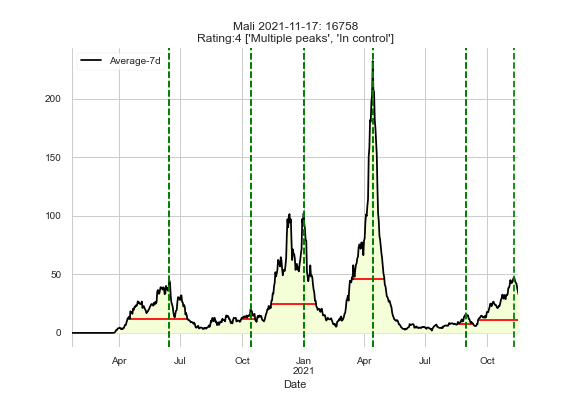 Mali 2021-11-17: 16758
Rating:4 ['Multiple peaks', 'In control']
Average-7d
200
150
100
50
0
Apr Jul Oct Jan Apr Jul Oct
2021
Date